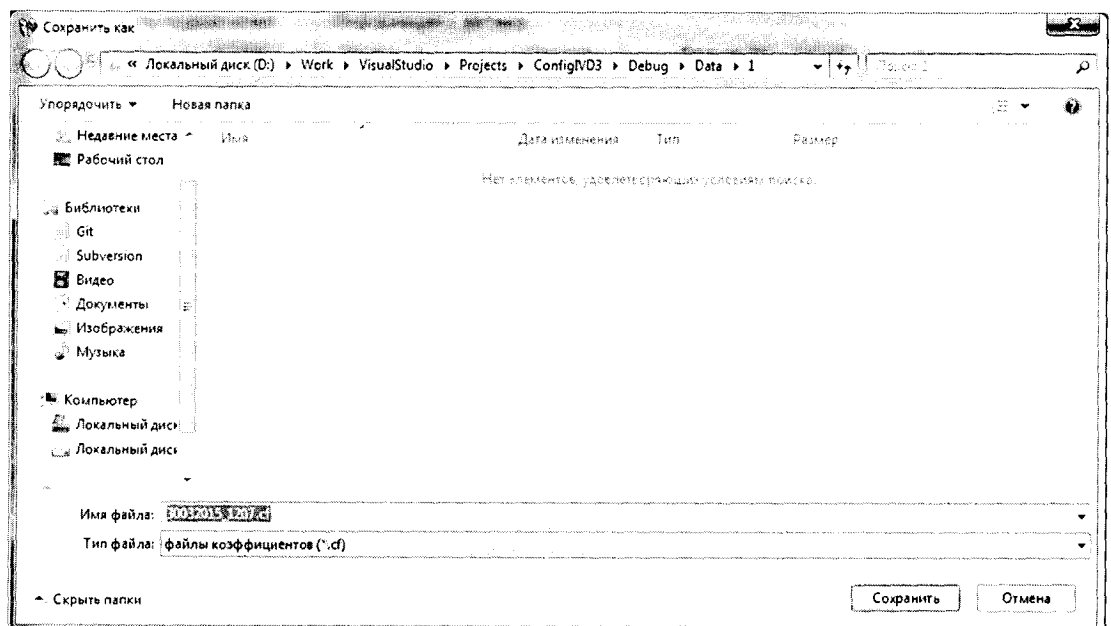 Сохранить как
« Локальный диск (D:) ▸ Work ▸ VisualStudio ▸ Projects ▸ ConfigIVD3 ▸ Debug ▸ Data ▸ 1
Упорядочить ▾ Новая папка
Недавние места Имя Дата изменения Тип Размер
Рабочий стол
Нет элементов, удовлетворяющих условиям поиска.
Библиотеки
Git
Subversion
Видео
Документы
Изображения
Музыка
Компьютер
Локальный диск
Локальный диск
Имя файла: 30032015_1207.cf
Тип файла: файлы коэффициентов (*.cf)
Скрыть папки Сохранить Отмена